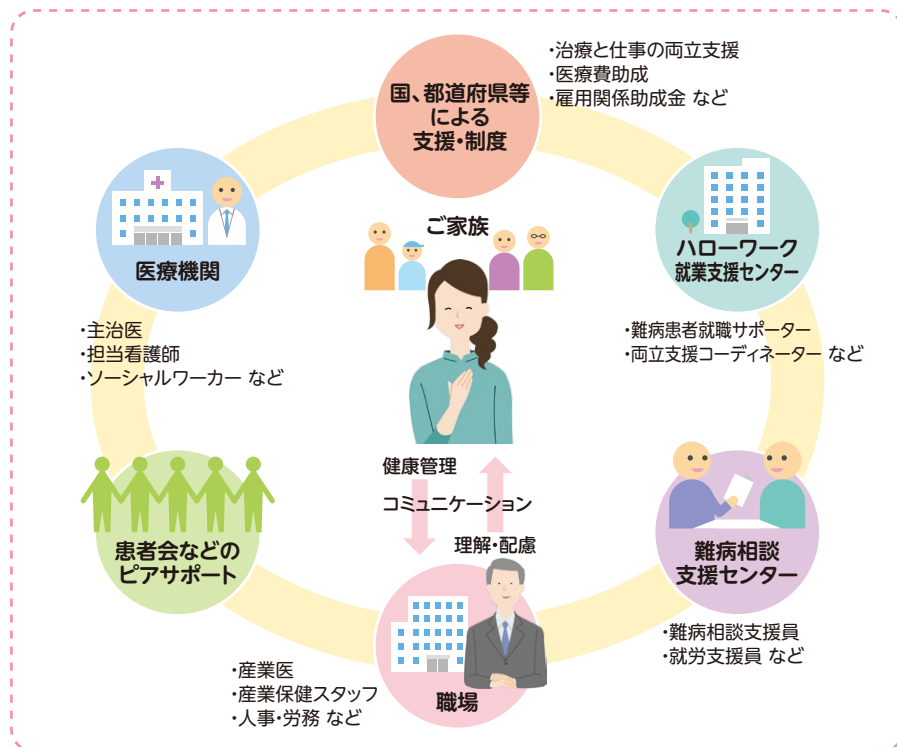 国、都道府県等
による
支援・制度
・治療と仕事の両立支援
・医療費助成
・雇用関係助成金 など
医療機関
・主治医
・担当看護師
・ソーシャルワーカー など
ご家族
ハローワーク
就業支援センター
・難病患者就職サポーター
・両立支援コーディネーター など
健康管理
コミュニケーション
理解・配慮
患者会などの
ピアサポート
難病相談
支援センター
・難病相談支援員
・就労支援員 など
職場
・産業医
・産業保健スタッフ
・人事・労務 など